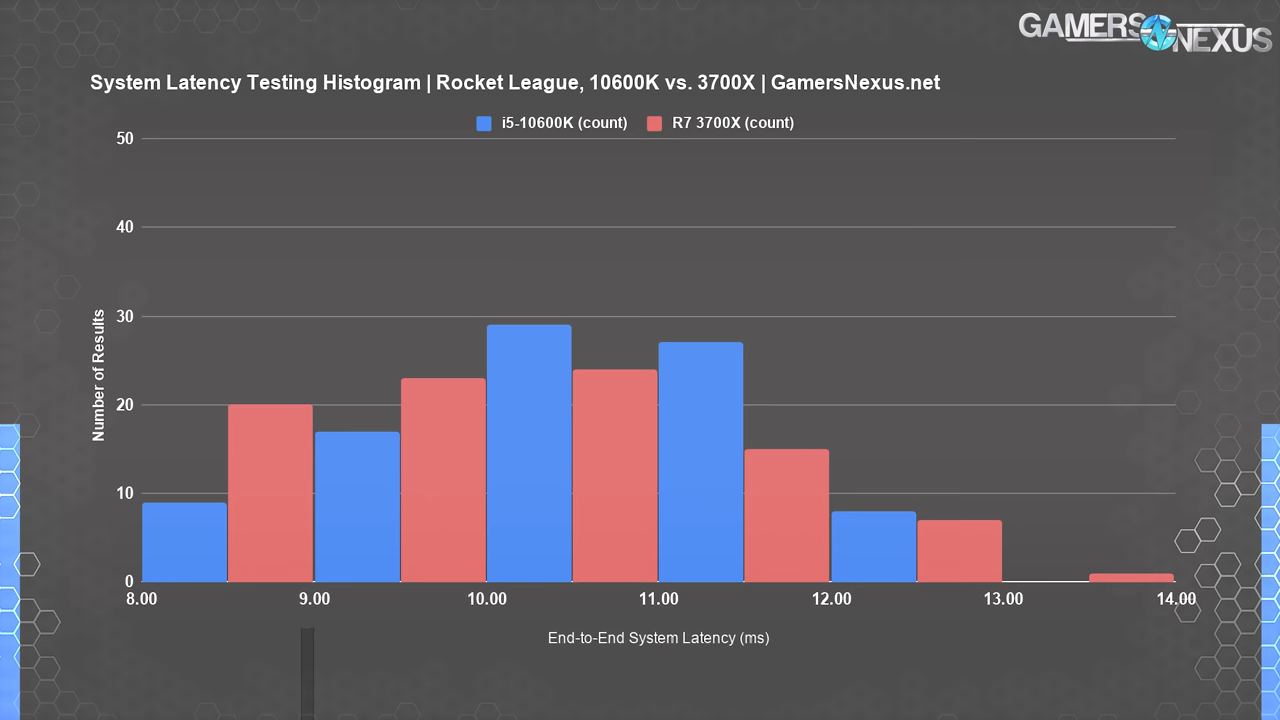 GAMERS NEXUS
System Latency Testing Histogram | Rocket League, 10600K vs. 3700X | GamersNexus.net
i5-10600K (count) R7 3700X (count)
50
40
30
20
10
0
Number of Results
8.00 9.00 10.00 11.00 12.00 13.00 14.00
End-to-End System Latency (ms)